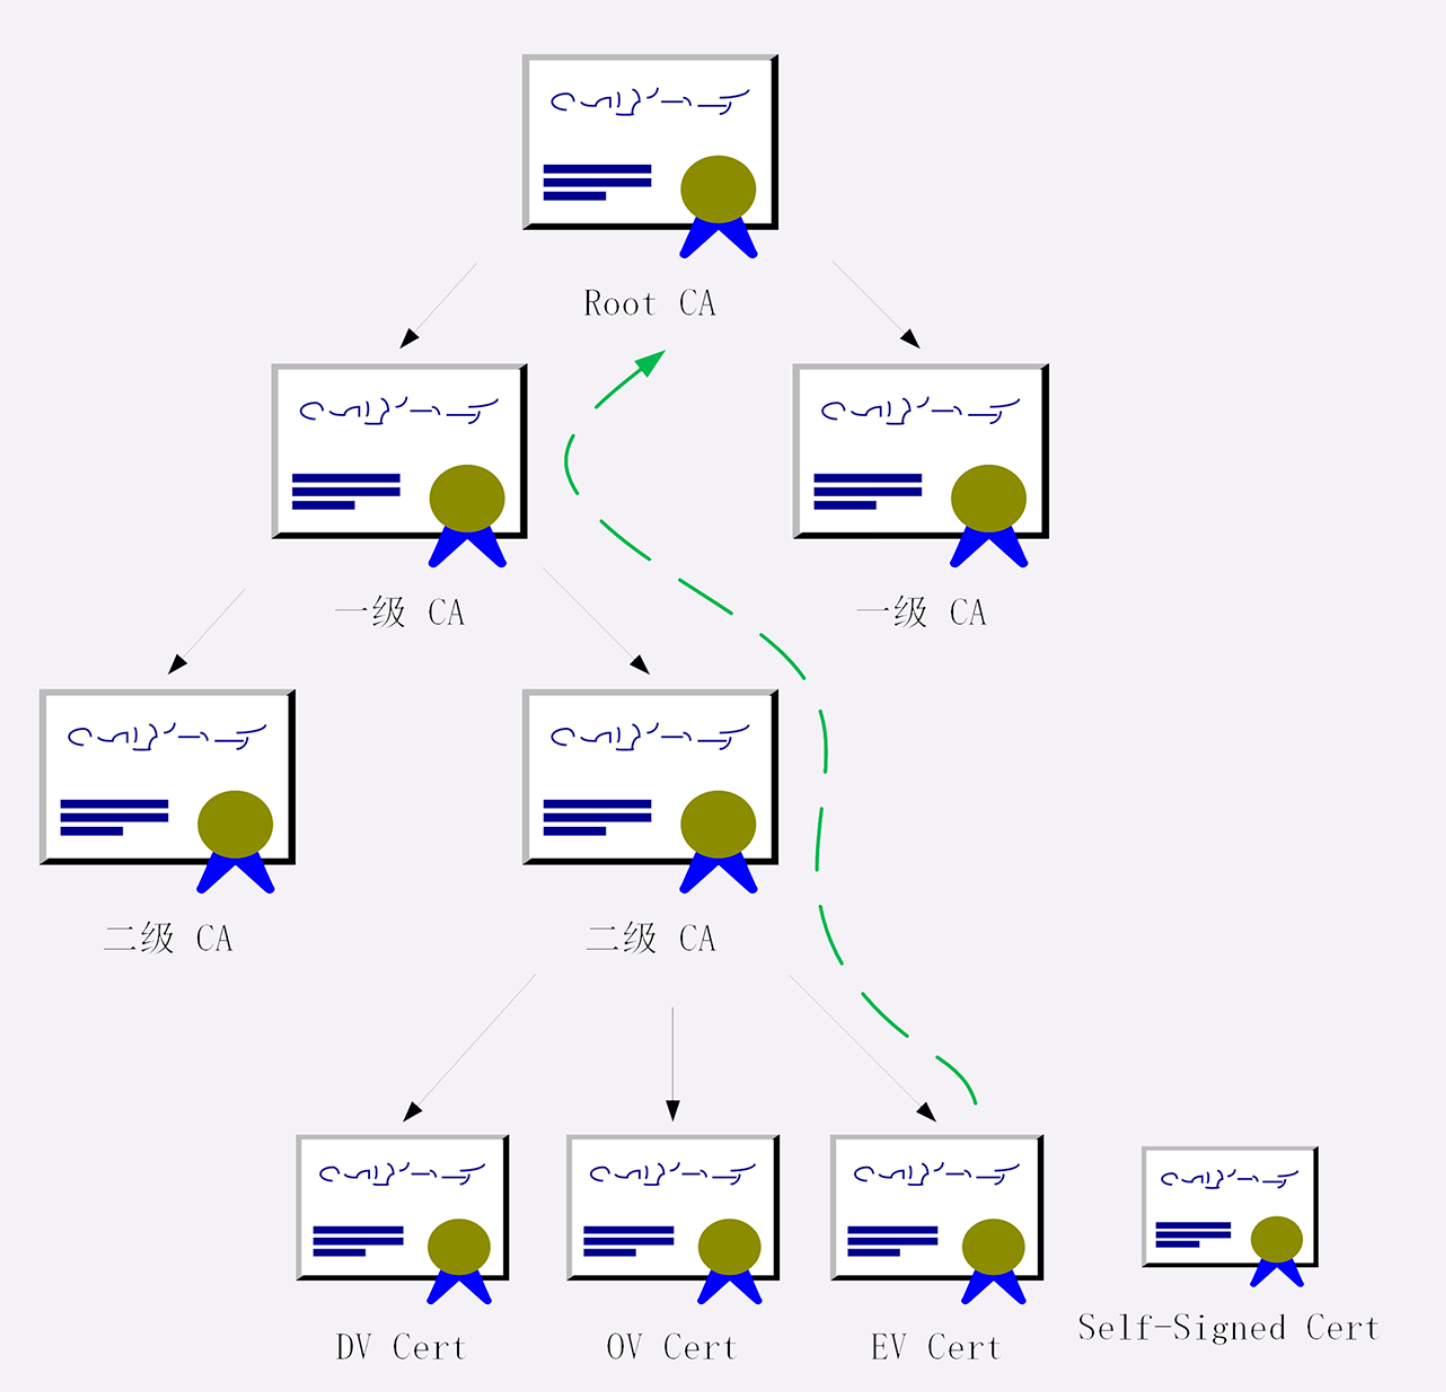 Root CA
一级 CA
一级 CA
二级 CA
二级 CA
DV Cert
OV Cert
EV Cert
Self-Signed Cert